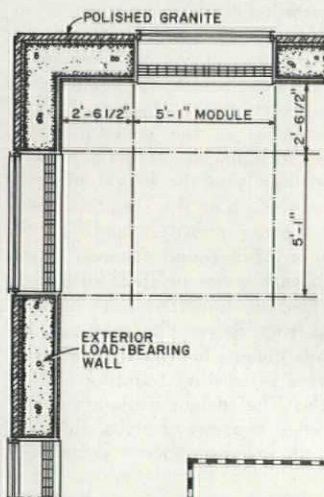 POLISHED GRANITE
2'-6 1/2" 5'-1" MODULE
2'-6 1/2"
5'-1"
EXTERIOR
LOAD-BEARING
WALL